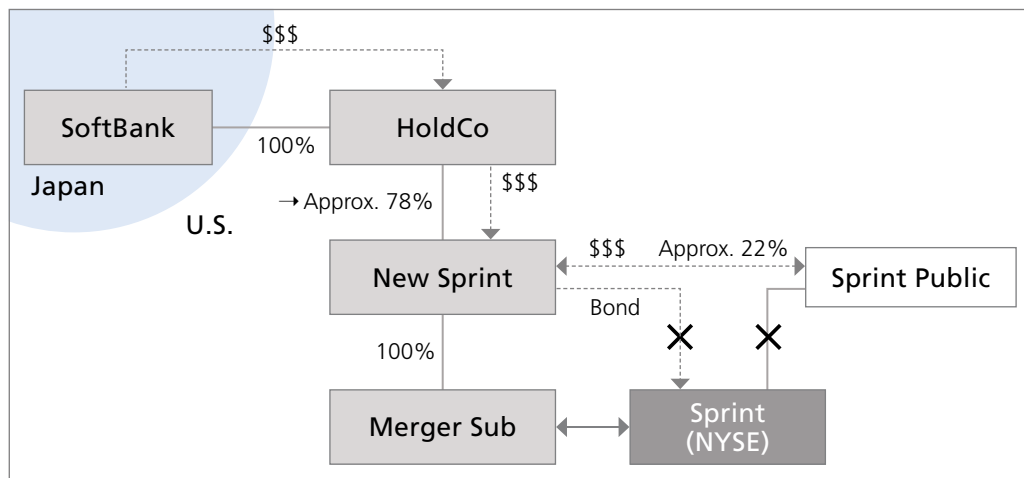 $$$
SoftBank
HoldCo
100%
Japan
$$$
→ Approx. 78%
U.S.
$$$ Approx. 22%
New Sprint
Sprint Public
Bond
100%
Merger Sub
Sprint
(NYSE)